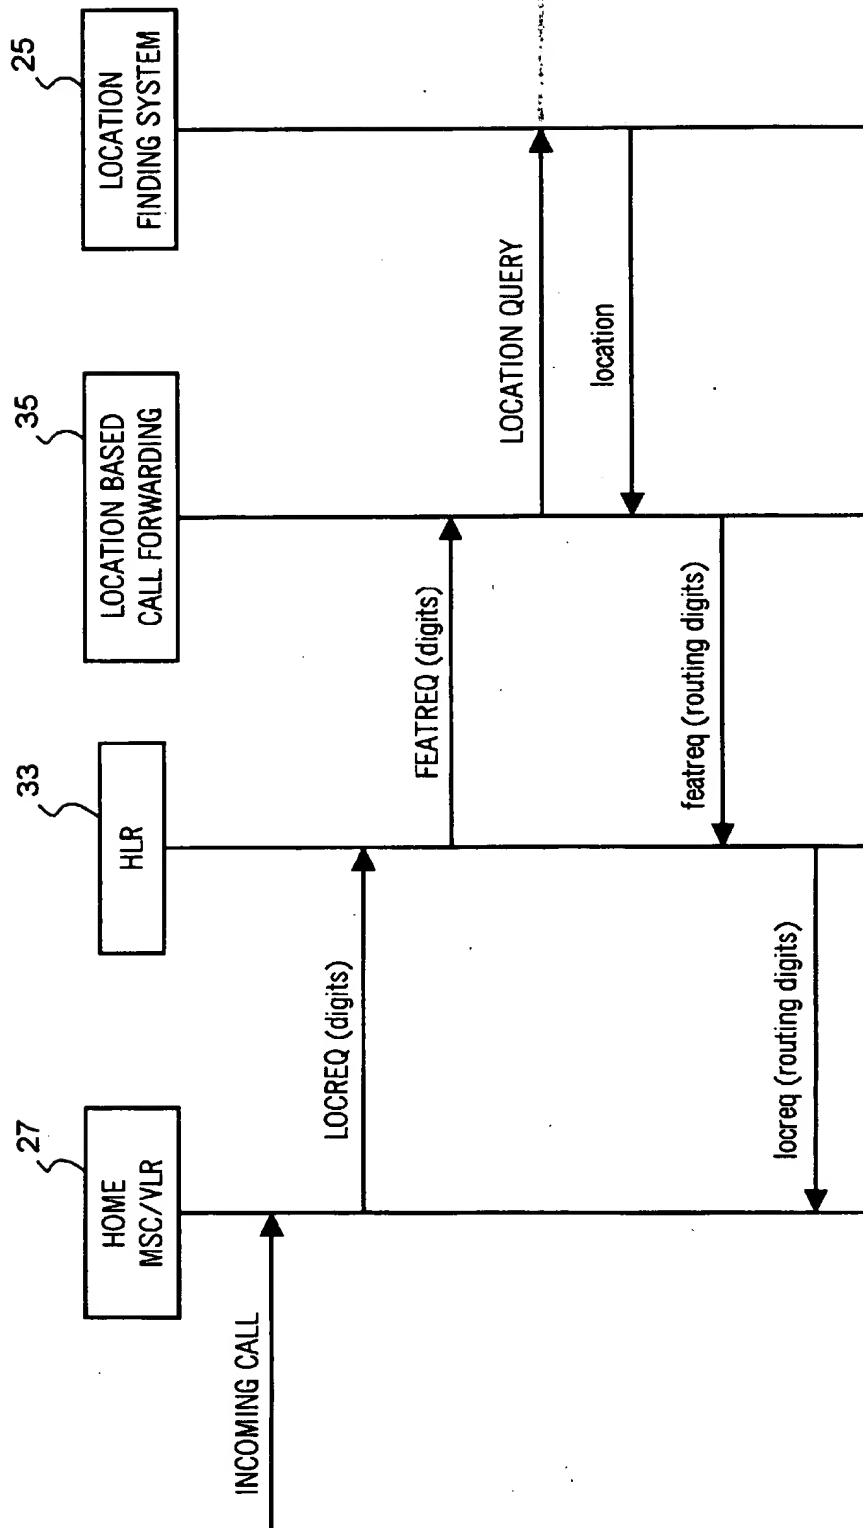 27
HOME
MSC/VLR
33
HLR
35
LOCATION BASED
CALL FORWARDING
25
LOCATION
FINDING SYSTEM
INCOMING CALL
LOCREQ (digits)
FEATREQ (digits)
LOCATION QUERY
location
featreq (routing digits)
locreq (routing digits)